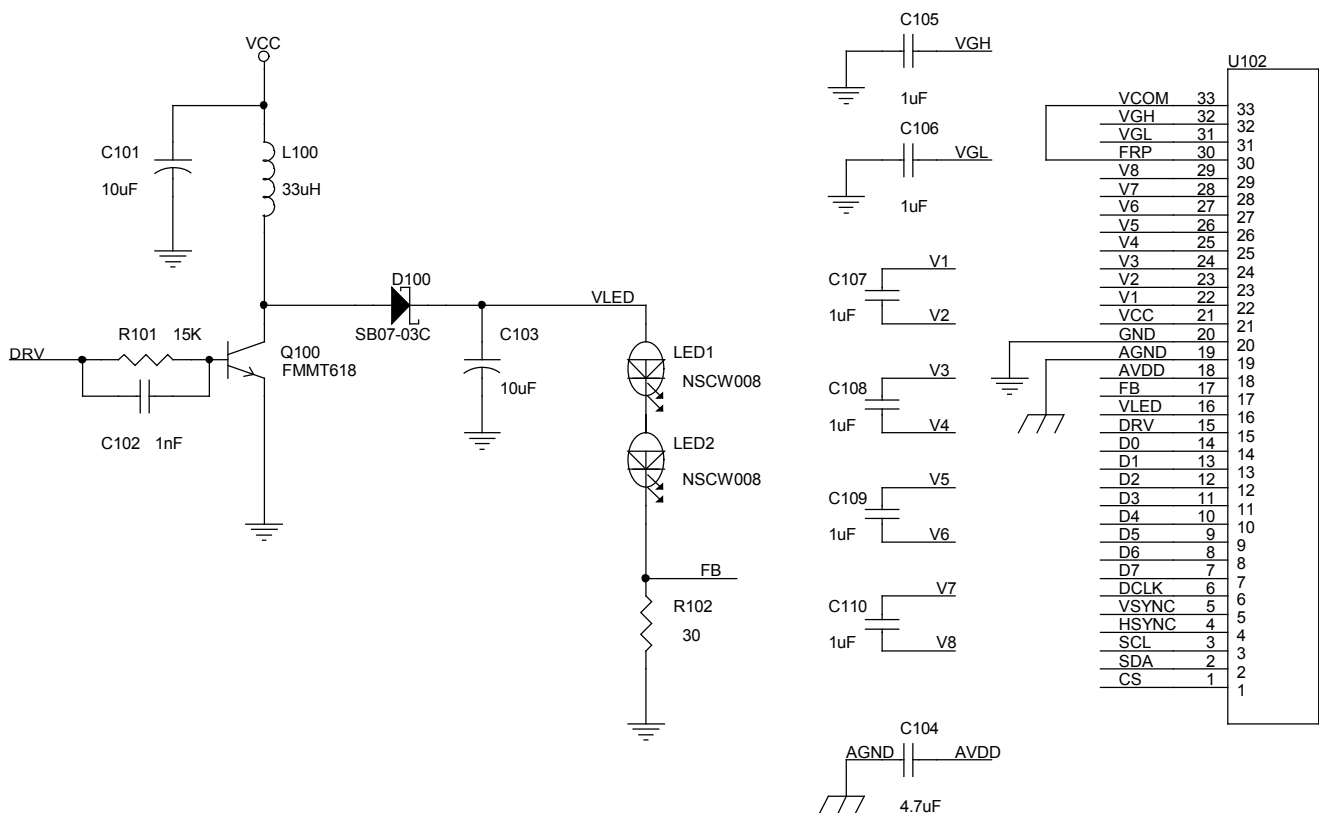 VCC
C101
10uF
L100
33uH
D100
SB07-03C
VLED
DRV
R101 15K
C102 1nF
Q100
FMMT618
C103
10uF
LED1
NSCW008
LED2
NSCW008
FB
R102
30
C105
VGH
1uF
C106
VGL
1uF
C107
1uF
V1
V2
C108
1uF
V3
V4
C109
1uF
V5
V6
C110
1uF
V7
V8
C104
AGND AVDD
4.7uF
U102
VCOM 33 33
VGH 32 32
VGL 31 31
FRP 30 30
V8 29 29
V7 28 28
V6 27 27
V5 26 26
V4 25 25
V3 24 24
V2 23 23
V1 22 22
VCC 21 21
GND 20 20
AGND 19 19
AVDD 18 18
FB 17 17
VLED 16 16
DRV 15 15
D0 14 14
D1 13 13
D2 12 12
D3 11 11
D4 10 10
D5 9 9
D6 8 8
D7 7 7
DCLK 6 6
VSYNC 5 5
HSYNC 4 4
SCL 3 3
SDA 2 2
CS 1 1